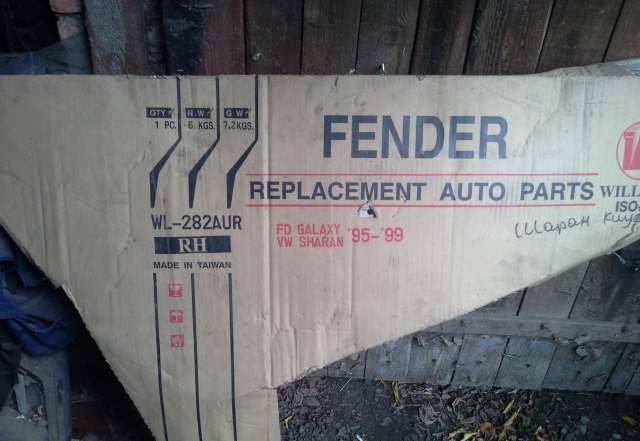 QTY N.W G.W
1 PC. 6 KGS. 7.2KGS.
FENDER
REPLACEMENT AUTO PARTS
WILL
ISO-
WL-282AUR
RH
MADE IN TAIWAN
FD GALAXY '95-'99
VW SHARAN
Шаран